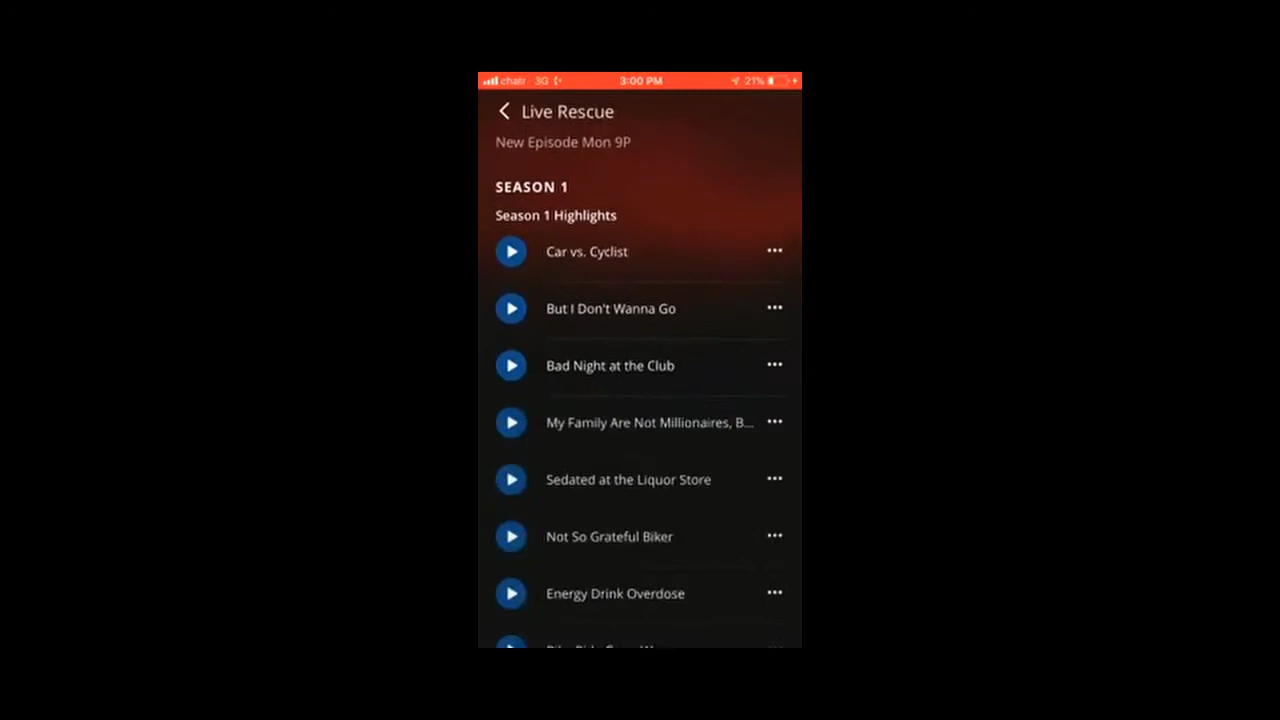 chatr 3G 3:00 PM 21%
Live Rescue
New Episode Mon 9P
SEASON 1
Season 1 Highlights
Car vs. Cyclist
But I Don't Wanna Go
Bad Night at the Club
My Family Are Not Millionaires, B...
Sedated at the Liquor Store
Not So Grateful Biker
Energy Drink Overdose